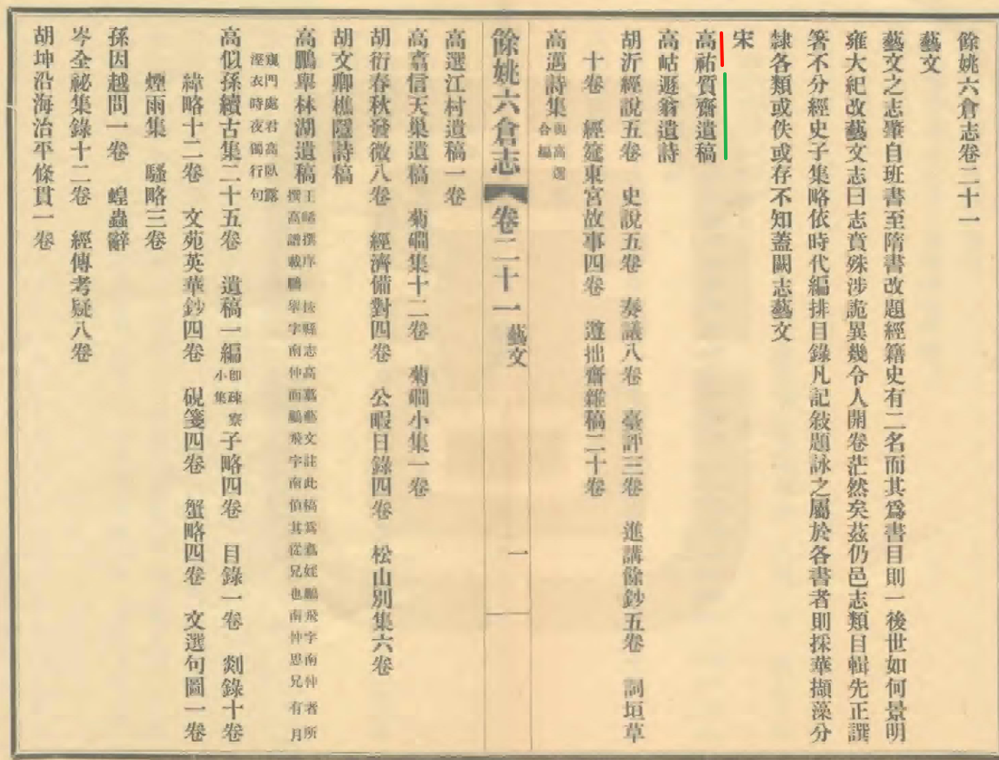 餘姚六倉志卷二十一
藝文
藝文之志肇自班書至隋書改題經籍史有二名而其爲書目則一後世如何景明
雍大紀改藝文志曰志賁殊涉詭異幾令人開卷茫然矣茲仍邑志類目輯先正譔
箸不分經史子集略依時代編排目錄凡記敍題詠之屬於各書者則採華擷藻分
隸各類或佚或存不知蓋闕志藝文
宋
高祐質齋遺稿
高岵遯翁遺詩
胡沂經說五卷 史說五卷 奏議八卷 臺評三卷 進講餘鈔五卷 詞垣草
十卷 經筵東宮故事四卷 遵拙齋雜稿二十卷
高邁詩集與高選合編
餘姚六倉志 卷二十一 藝文 一
高選江村遺稿一卷
高翥信天巢遺稿 菊磵集十二卷 菊磵小集一卷
胡衍春秋發微八卷 經濟備對四卷 公暇日錄四卷 松山別集六卷
胡文卿樵隱詩稿
高鵬舉林湖遺稿王㟽撰序 核縣志高翥藝文註此稿爲翥姪鵬飛字南仲者所
撰高譜載鵬舉字南仲而鵬飛字南偵其從兄也南仲思兄有月
窺門處君高臥露
溼衣時夜獨行句
高似孫續古集二十五卷 遺稿一編即疎寮小集 子略四卷 目錄一卷 剡錄十卷
緯略十二卷 文苑英華鈔四卷 硯箋四卷 蟹略四卷 文選句圖一卷
煙雨集 騷略三卷
孫因越問一卷 蝗蟲辭
岑全祕集錄十二卷 經傳考疑八卷
胡坤沿海治平條貫一卷